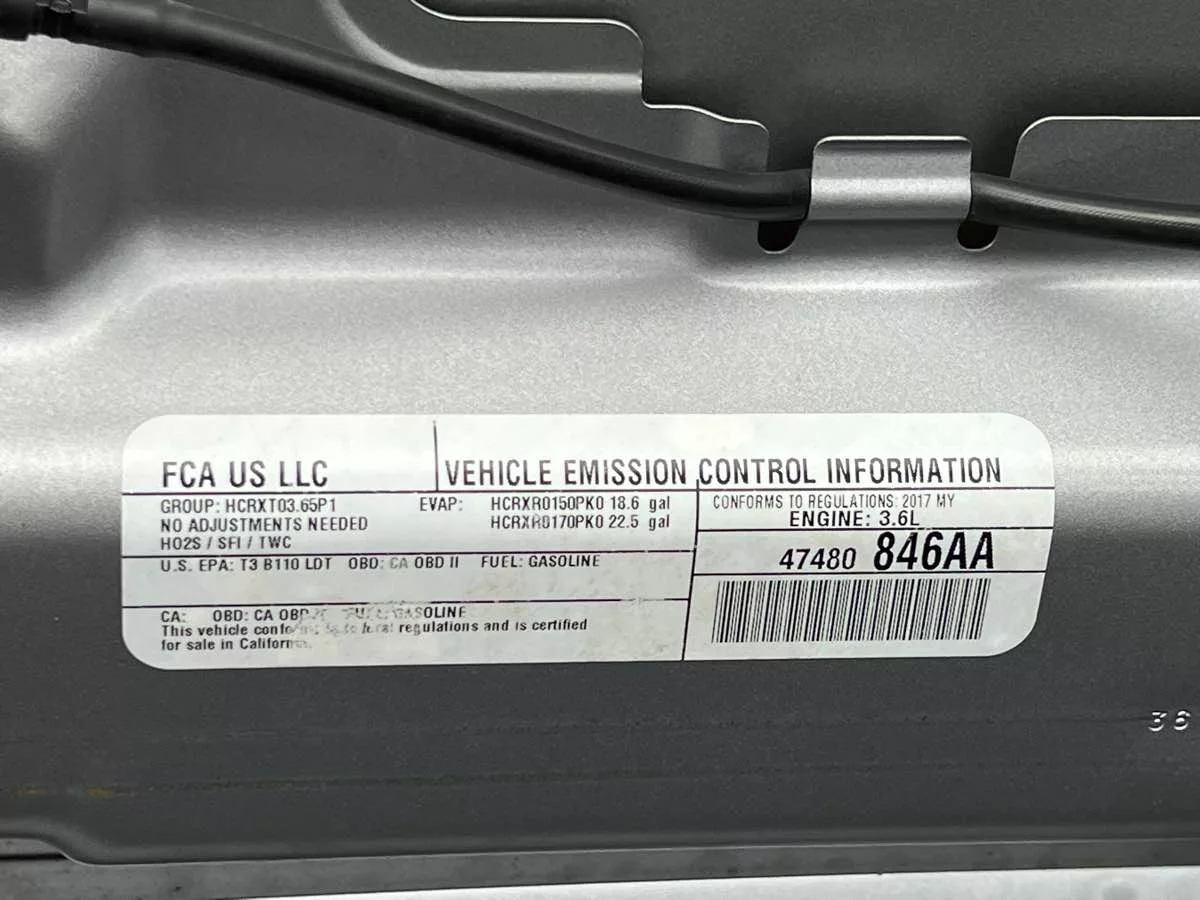 FCA US LLC
VEHICLE EMISSION CONTROL INFORMATION
GROUP: HCRXT03.65P1
NO ADJUSTMENTS NEEDED
HO2S / SFI / TWC
EVAP: HCRXR0150PK0 18.6 gal
HCRXR0170PK0 22.5 gal
CONFORMS TO REGULATIONS: 2017 MY
ENGINE: 3.6L
47480 846AA
U.S. EPA: T3 B110 LDT OBD: CA OBD II FUEL: GASOLINE
CA: OBD: CA OBD GASOLINE
This vehicle regulations and is certified
for sale in
36